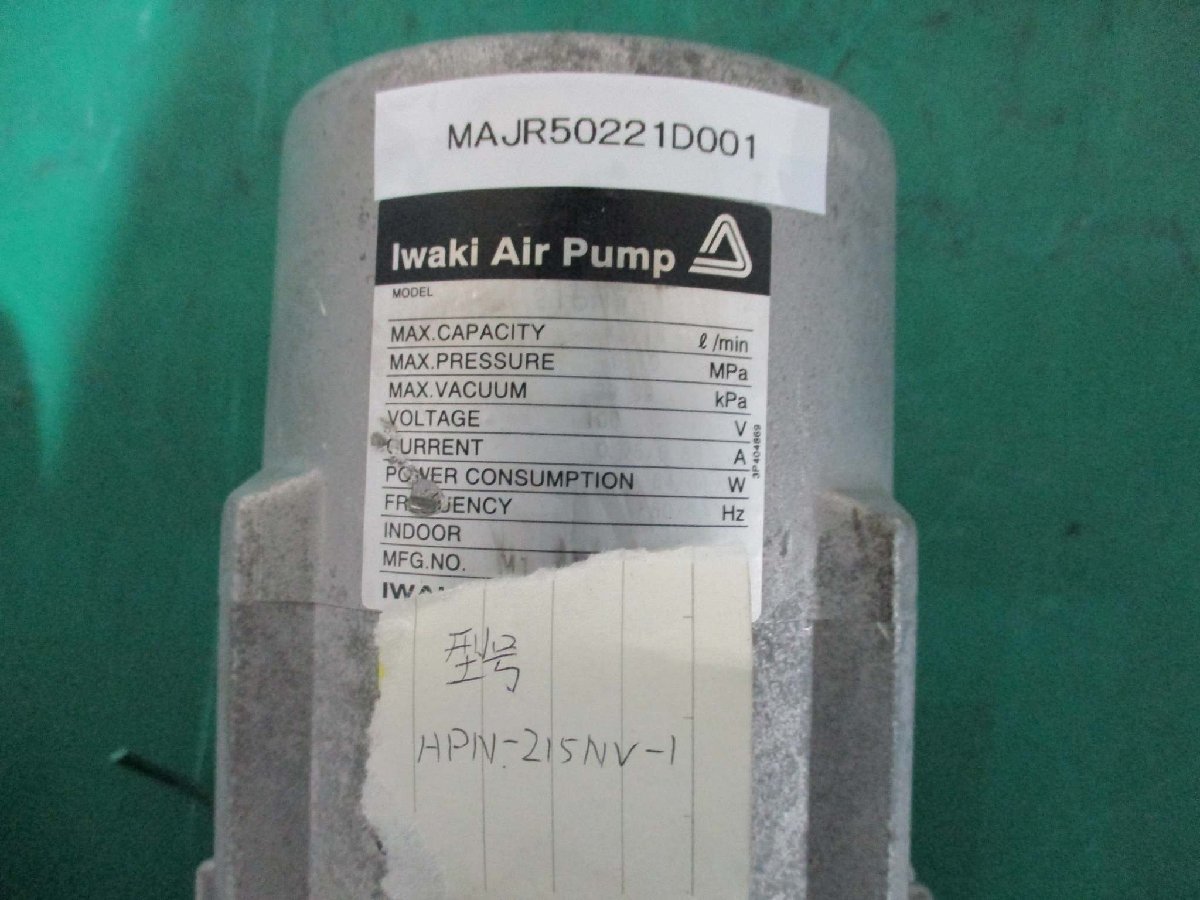 MAJR50221D001
Iwaki Air Pump
MODEL
MAX.CAPACITY ℓ/min
MAX.PRESSURE MPa
MAX.VACUUM kPa
VOLTAGE V
CURRENT A
POWER CONSUMPTION W
FREQUENCY Hz
INDOOR
MFG.NO.
3P404869
型号
APN-215NV-1